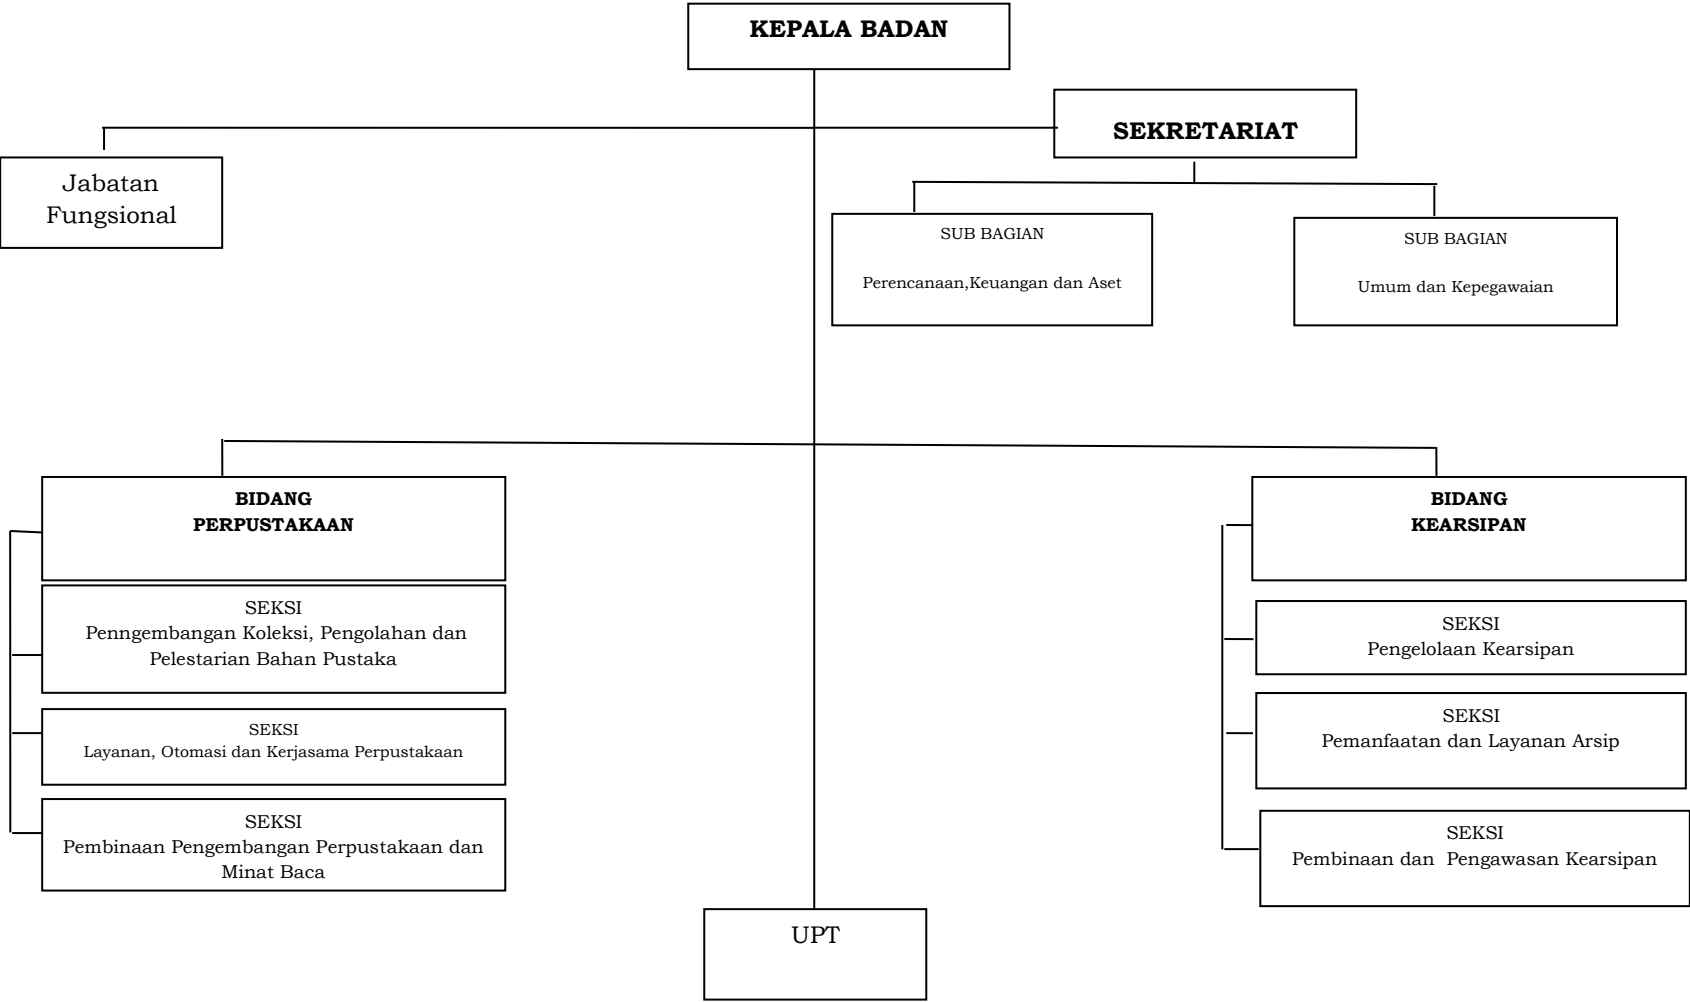 KEPALA BADAN
SEKRETARIAT
Jabatan
Fungsional
SUB BAGIAN
Perencanaan,Keuangan dan Aset
SUB BAGIAN
Umum dan Kepegawaian
BIDANG
PERPUSTAKAAN
SEKSI
Penngembangan Koleksi, Pengolahan dan
Pelestarian Bahan Pustaka
SEKSI
Layanan, Otomasi dan Kerjasama Perpustakaan
SEKSI
Pembinaan Pengembangan Perpustakaan dan
Minat Baca
BIDANG
KEARSIPAN
SEKSI
Pengelolaan Kearsipan
SEKSI
Pemanfaatan dan Layanan Arsip
SEKSI
Pembinaan dan  Pengawasan Kearsipan
UPT